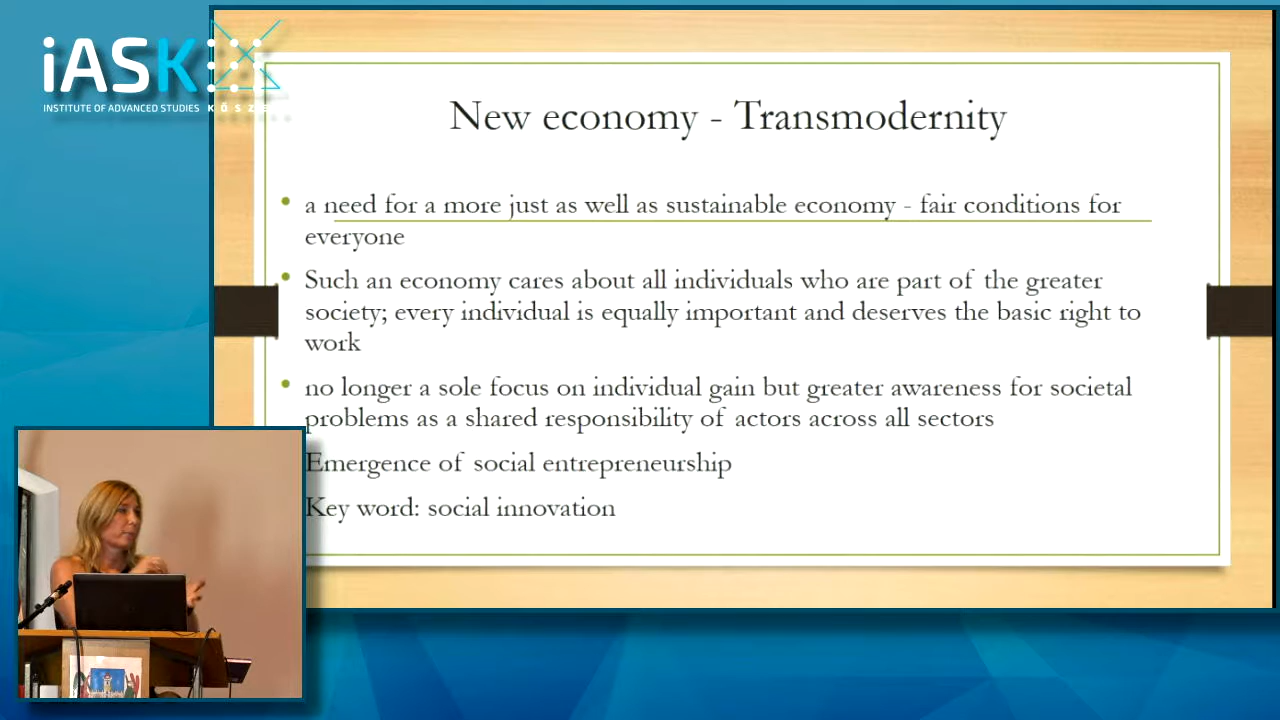 iASK
INSTITUTE OF ADVANCED STUDIES K Ő S Z
New economy - Transmodernity
• a need for a more just as well as sustainable economy - fair conditions for
everyone
• Such an economy cares about all individuals who are part of the greater
society; every individual is equally important and deserves the basic right to
work
• no longer a sole focus on individual gain but greater awareness for societal
problems as a shared responsibility of actors across all sectors
Emergence of social entrepreneurship
Key word: social innovation